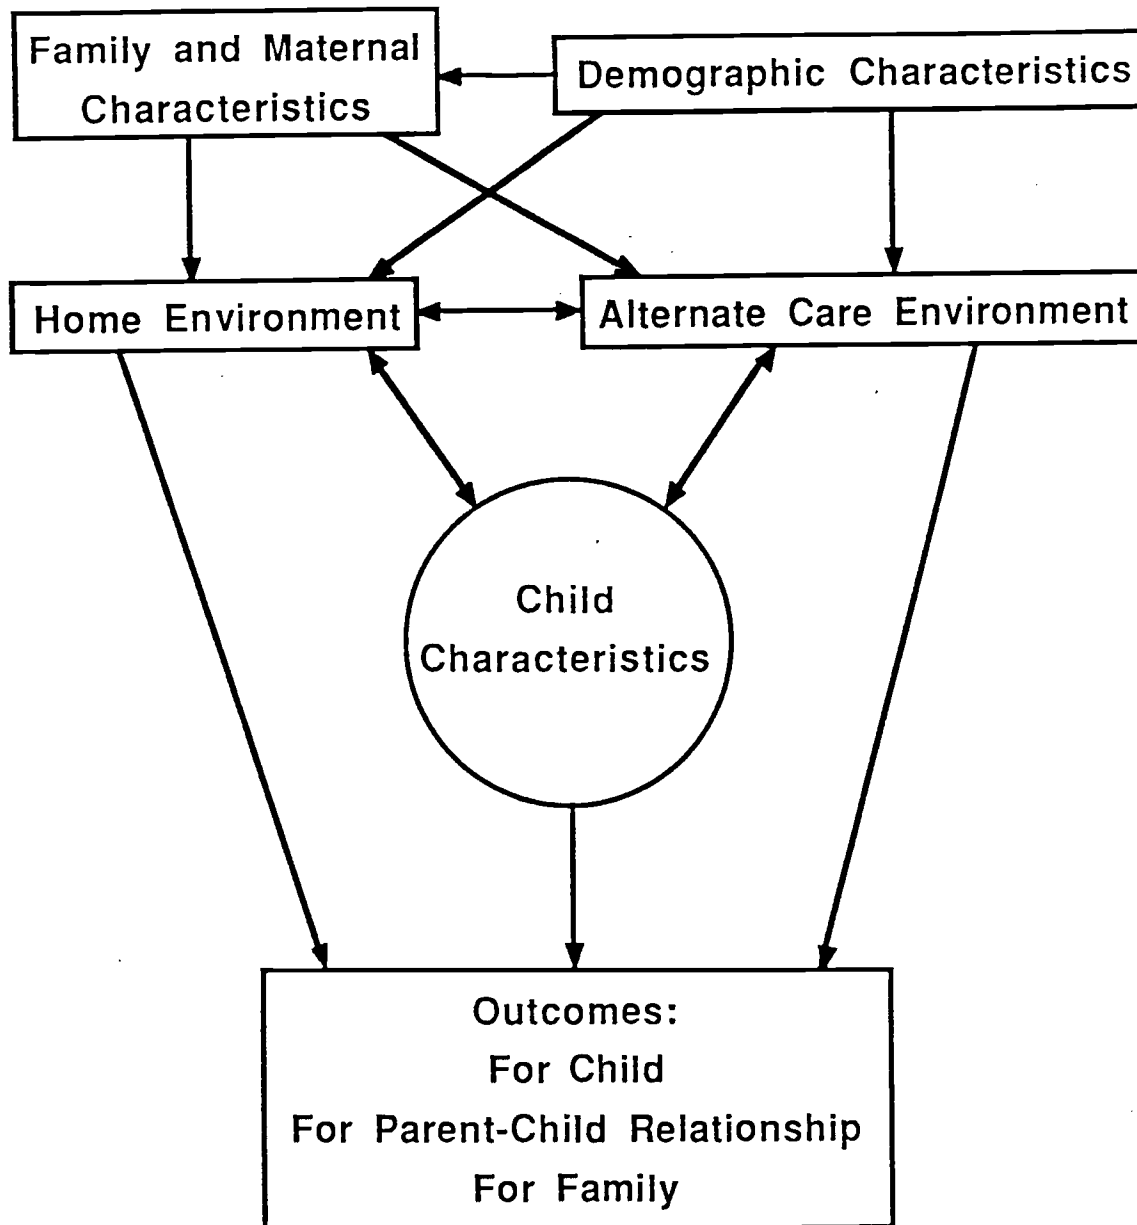 Family and Maternal
Characteristics
Demographic Characteristics
Home Environment
Alternate Care Environment
Child
Characteristics
Outcomes:
For Child
For Parent-Child Relationship
For Family